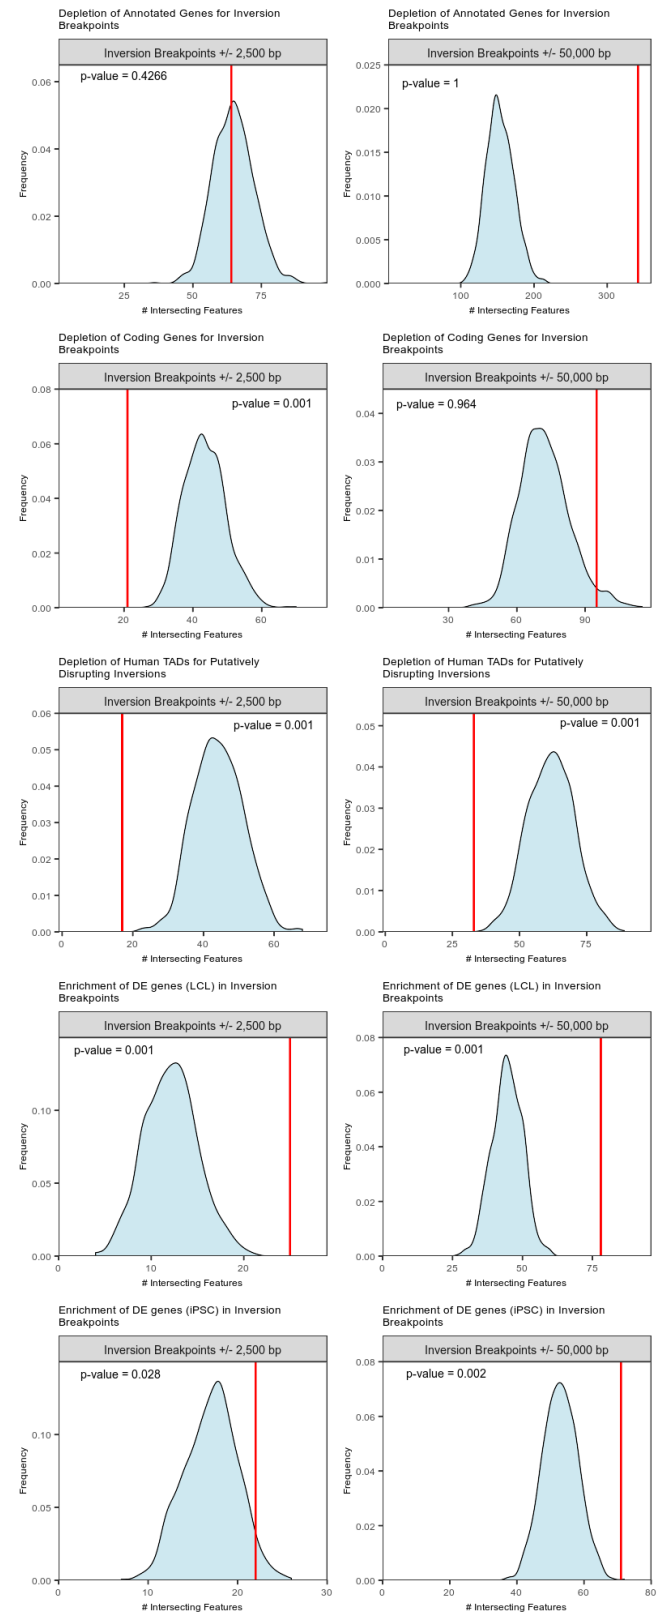 Depletion of Annotated Genes for Inversion
Breakpoints
Inversion Breakpoints +/- 2,500 bp
p-value = 0.4266
0.06
0.04
0.02
0.00
Frequency
25
50
75
# Intersecting Features
Depletion of Annotated Genes for Inversion
Breakpoints
Inversion Breakpoints +/- 50,000 bp
p-value = 1
0.025
0.020
0.015
0.010
0.005
0.000
Frequency
100
200
300
# Intersecting Features
Depletion of Coding Genes for Inversion
Breakpoints
Inversion Breakpoints +/- 2,500 bp
p-value = 0.001
0.08
0.06
0.04
0.02
0.00
Frequency
20
40
60
# Intersecting Features
Depletion of Coding Genes for Inversion
Breakpoints
Inversion Breakpoints +/- 50,000 bp
p-value = 0.964
0.04
0.03
0.02
0.01
0.00
Frequency
30
60
90
# Intersecting Features
Depletion of Human TADs for Putatively
Disrupting Inversions
Inversion Breakpoints +/- 2,500 bp
p-value = 0.001
0.06
0.05
0.04
0.03
0.02
0.01
0.00
Frequency
0
20
40
60
# Intersecting Features
Depletion of Human TADs for Putatively
Disrupting Inversions
Inversion Breakpoints +/- 50,000 bp
p-value = 0.001
0.05
0.04
0.03
0.02
0.01
0.00
Frequency
0
25
50
75
# Intersecting Features
Enrichment of DE genes (LCL) in Inversion
Breakpoints
Inversion Breakpoints +/- 2,500 bp
p-value = 0.001
0.10
0.05
0.00
Frequency
0
10
20
# Intersecting Features
Enrichment of DE genes (LCL) in Inversion
Breakpoints
Inversion Breakpoints +/- 50,000 bp
p-value = 0.001
0.08
0.06
0.04
0.02
0.00
Frequency
0
25
50
75
# Intersecting Features
Enrichment of DE genes (iPSC) in Inversion
Breakpoints
Inversion Breakpoints +/- 2,500 bp
p-value = 0.028
0.10
0.05
0.00
Frequency
0
10
20
30
# Intersecting Features
Enrichment of DE genes (iPSC) in Inversion
Breakpoints
Inversion Breakpoints +/- 50,000 bp
p-value = 0.002
0.08
0.06
0.04
0.02
0.00
Frequency
0
20
40
60
80
# Intersecting Features